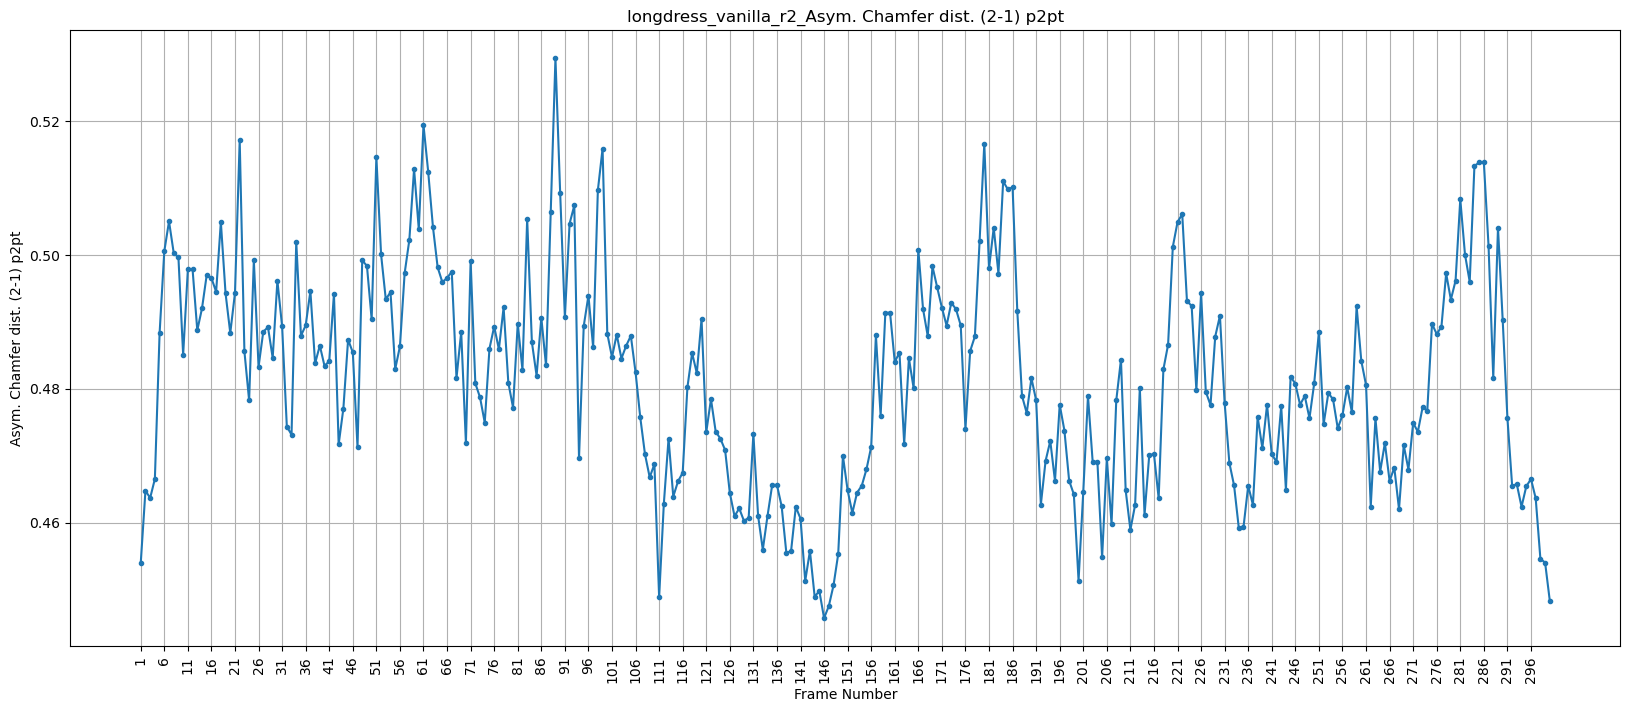 longdress_vanilla_r2_Asym. Chamfer dist. (2-1) p2pt
Asym. Chamfer dist. (2-1) p2pt
0.52
0.50
0.48
0.46
1 6 11 16 21 26 31 36 41 46 51 56 61 66 71 76 81 86 91 96 101 106 111 116 121 126 131 136 141 146 151 156 161 166 171 176 181 186 191 196 201 206 211 216 221 226 231 236 241 246 251 256 261 266 271 276 281 286 291 296
Frame Number